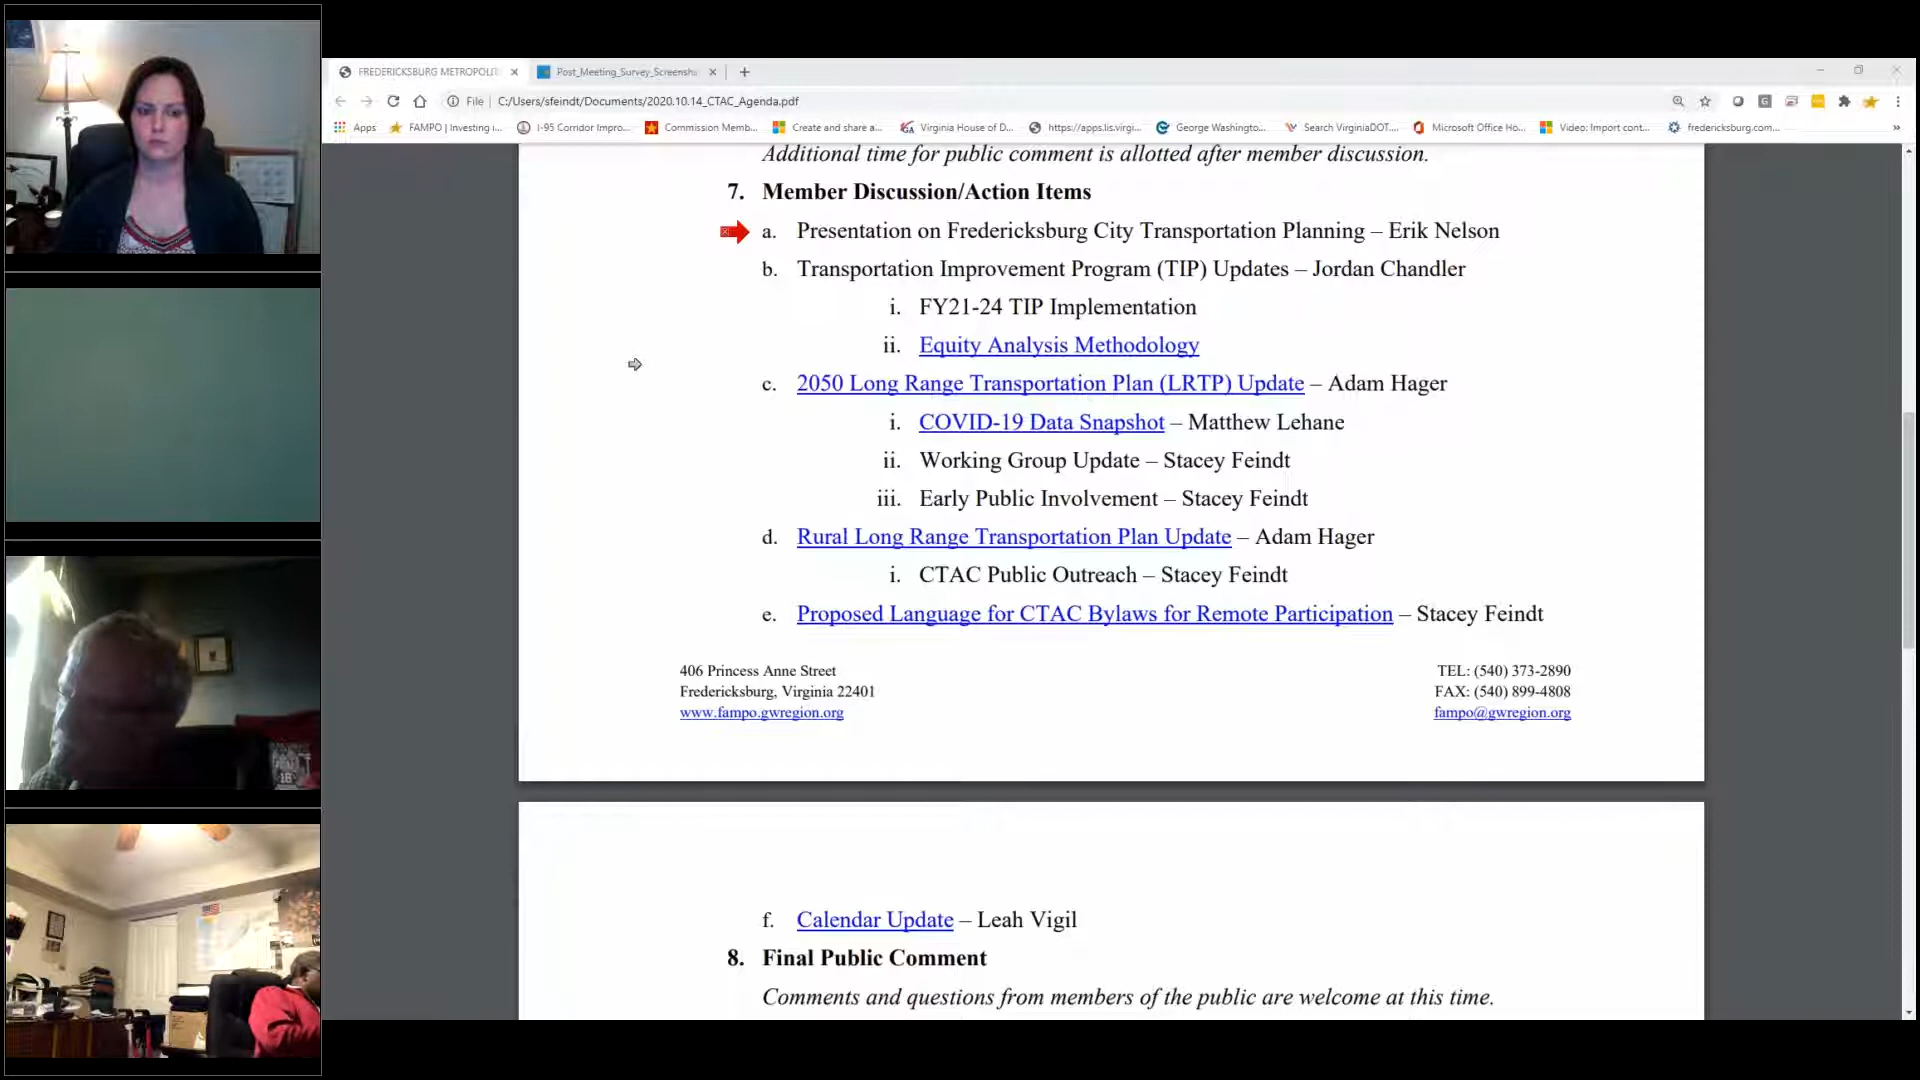 FREDERICKSBURG METROPOLIT
Post_Meeting_Survey_Screensh
File
C:/Users/sfeindt/Documents/2020.10.14_CTAC_Agenda.pdf
Apps
FAMPO | Investing i...
I-95 Corridor Impro...
Commission Memb...
Create and share a...
Virginia House of D...
https://apps.lis.virgi...
George Washingto...
Search VirginiaDOT....
Microsoft Office Ho...
Video: Import cont...
fredericksburg.com...
Additional time for public comment is allotted after member discussion.
7. Member Discussion/Action Items
a. Presentation on Fredericksburg City Transportation Planning – Erik Nelson
b. Transportation Improvement Program (TIP) Updates – Jordan Chandler
i. FY21-24 TIP Implementation
ii. Equity Analysis Methodology
c. 2050 Long Range Transportation Plan (LRTP) Update – Adam Hager
i. COVID-19 Data Snapshot – Matthew Lehane
ii. Working Group Update – Stacey Feindt
iii. Early Public Involvement – Stacey Feindt
d. Rural Long Range Transportation Plan Update – Adam Hager
i. CTAC Public Outreach – Stacey Feindt
e. Proposed Language for CTAC Bylaws for Remote Participation – Stacey Feindt
406 Princess Anne Street
Fredericksburg, Virginia 22401
www.fampo.gwregion.org
TEL: (540) 373-2890
FAX: (540) 899-4808
fampo@gwregion.org
f. Calendar Update – Leah Vigil
8. Final Public Comment
Comments and questions from members of the public are welcome at this time.